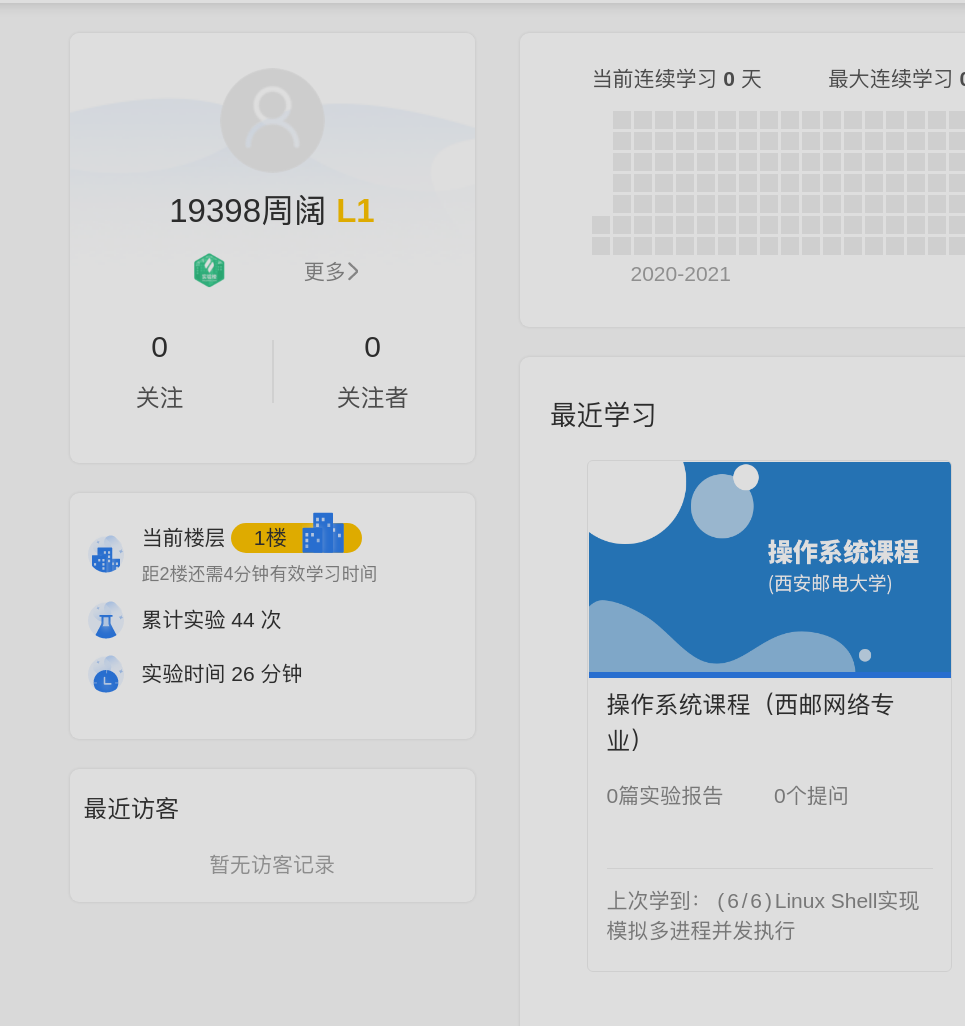 19398周阔 L1
更多
0
0
关注
关注者
当前楼层 1楼
距2楼还需4分钟有效学习时间
累计实验 44 次
实验时间 26 分钟
最近访客
暂无访客记录
当前连续学习 0 天
最大连续学习
2020-2021
最近学习
操作系统课程
(西安邮电大学)
操作系统课程（西邮网络专
业）
0篇实验报告
0个提问
上次学到： (6/6)Linux Shell实现
模拟多进程并发执行